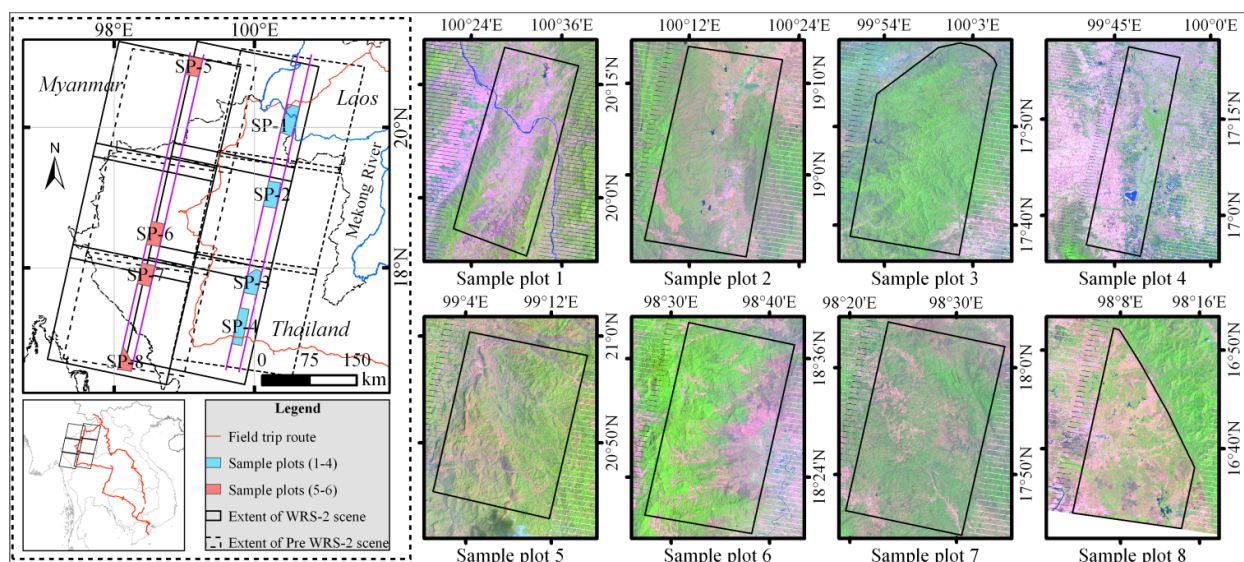 98°E
100°E
SP-5
Myanmar
Laos
SP-1
20°N
N
SP-2
Mekong River
SP-6
SP-7
SP-3
18°N
SP-4
Thailand
SP-8
0 75 150
km
Legend
Field trip route
Sample plots (1-4)
Sample plots (5-6)
Extent of WRS-2 scene
Extent of Pre WRS-2 scene
100°24'E 100°36'E
20°15'N
20°0'N
Sample plot 1
100°12'E 100°24'E
19°10'N
19°0'N
Sample plot 2
99°54'E 100°3'E
17°50'N
17°40'N
Sample plot 3
99°45'E 100°0'E
17°15'N
17°0'N
Sample plot 4
99°4'E 99°12'E
21°0'N
20°50'N
Sample plot 5
98°30'E 98°40'E
18°36'N
18°24'N
Sample plot 6
98°20'E 98°30'E
18°0'N
17°50'N
Sample plot 7
98°8'E 98°16'E
16°50'N
16°40'N
Sample plot 8